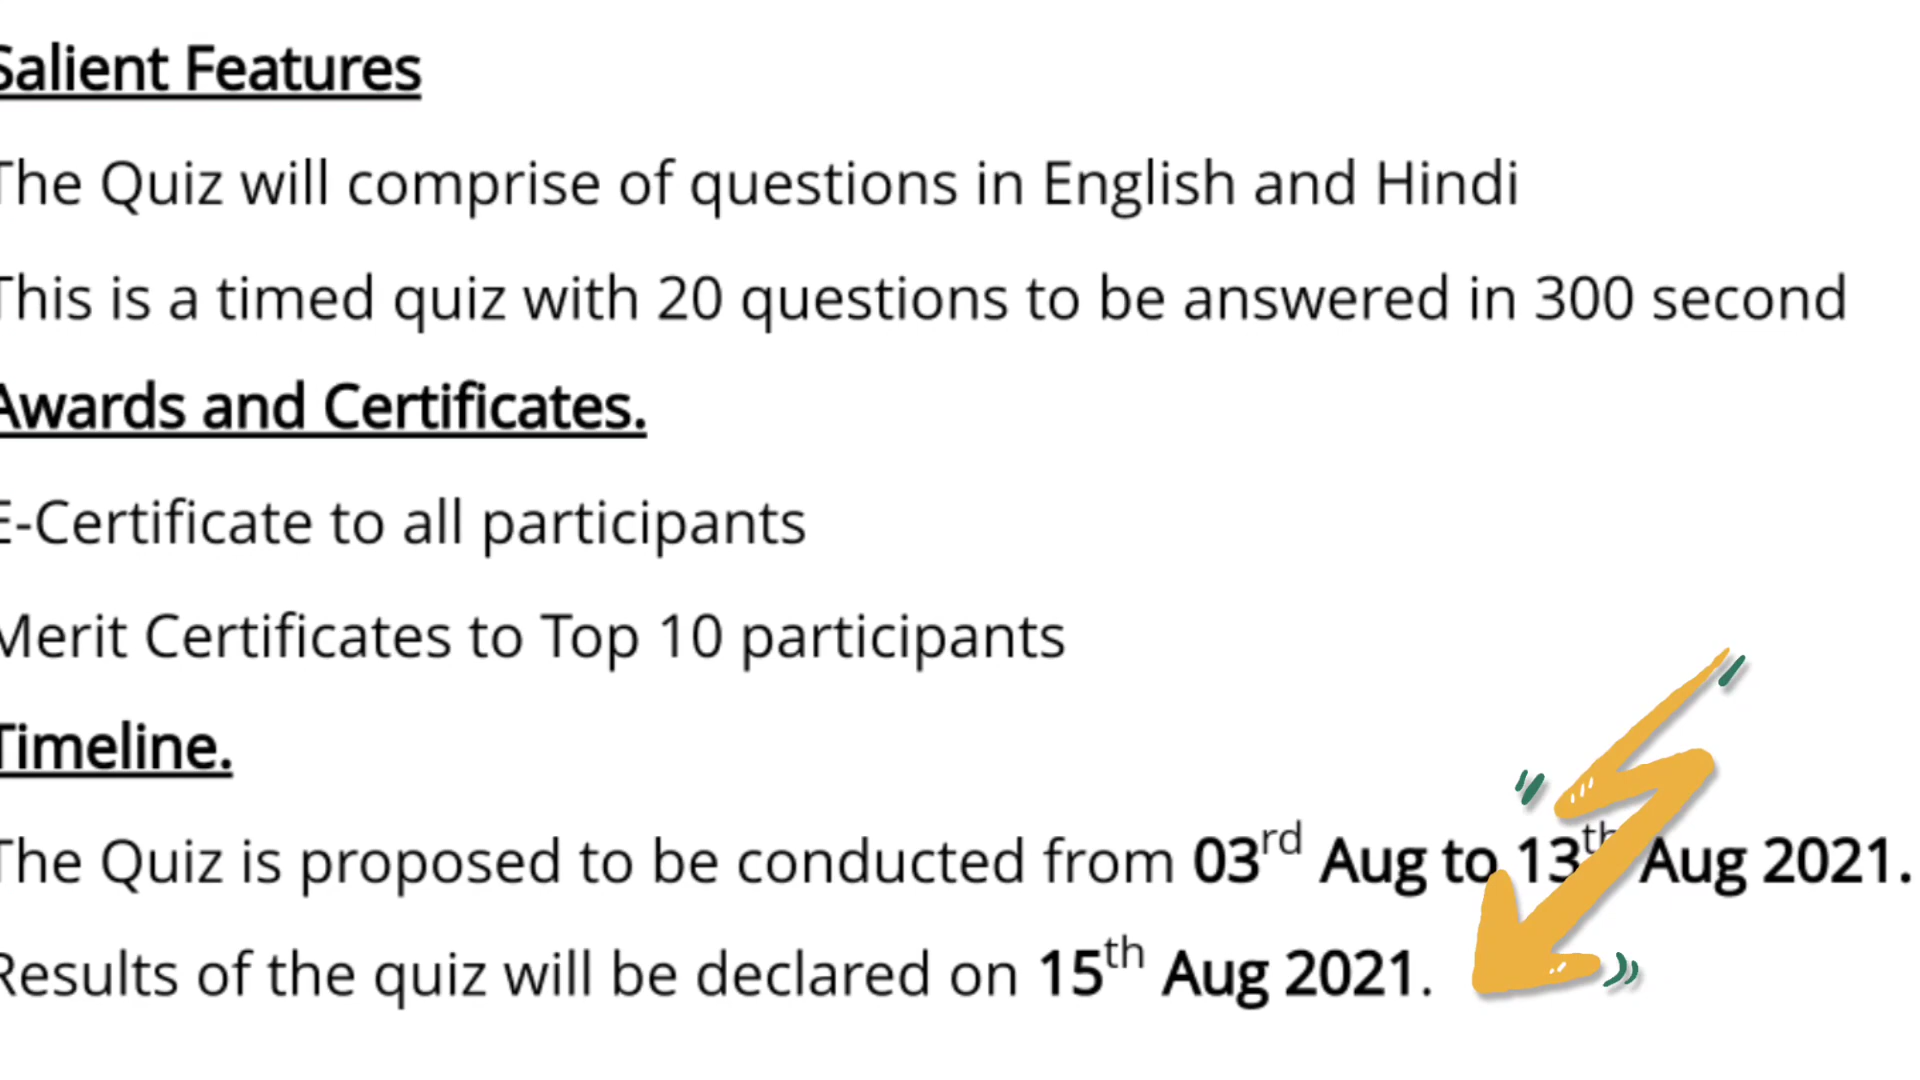 Salient Features
The Quiz will comprise of questions in English and Hindi
This is a timed quiz with 20 questions to be answered in 300 second
Awards and Certificates.
E-Certificate to all participants
Merit Certificates to Top 10 participants
Timeline.
The Quiz is proposed to be conducted from 03rd Aug to 13th Aug 2021.
Results of the quiz will be declared on 15th Aug 2021.